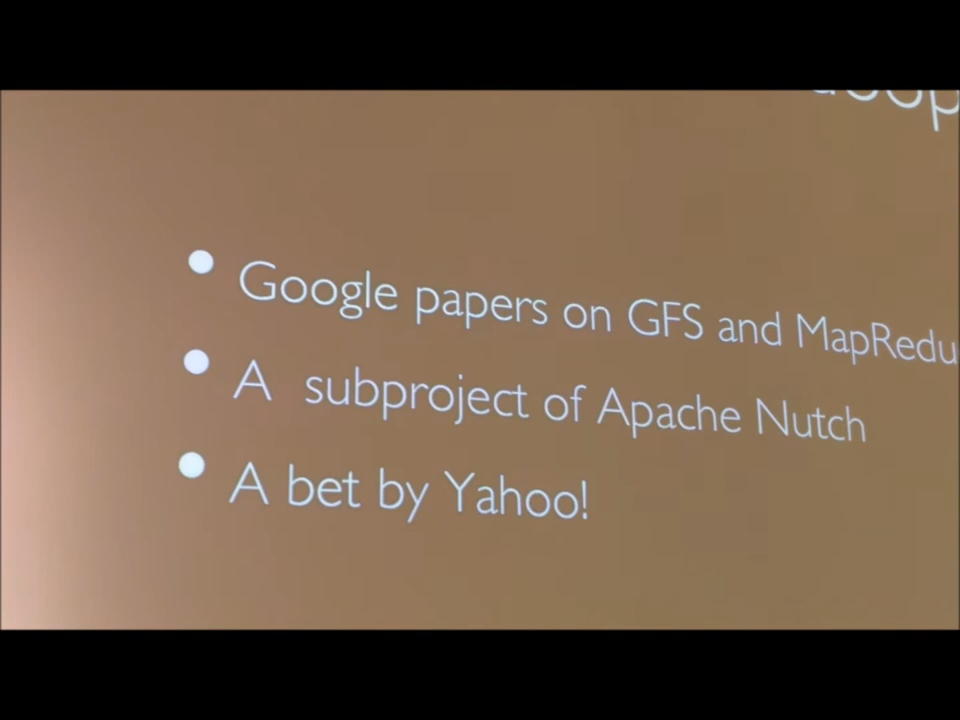 • Google papers on GFS and MapRedu
• A subproject of Apache Nutch
• A bet by Yahoo!